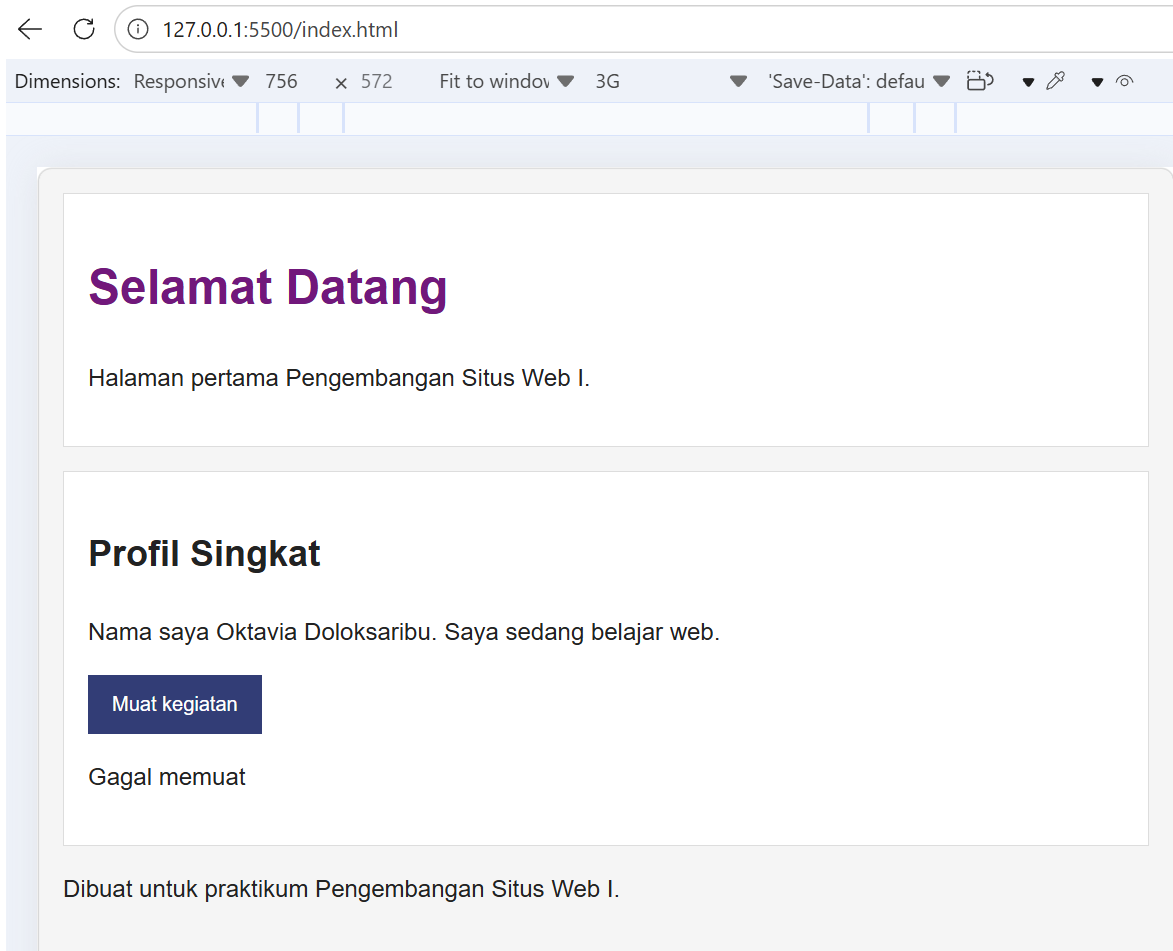 127.0.0.1:5500/index.html
Dimensions: Responsive 756 × 572 Fit to window 3G 'Save-Data': defau
Selamat Datang
Halaman pertama Pengembangan Situs Web I.
Profil Singkat
Nama saya Oktavia Doloksaribu. Saya sedang belajar web.
Muat kegiatan
Gagal memuat
Dibuat untuk praktikum Pengembangan Situs Web I.